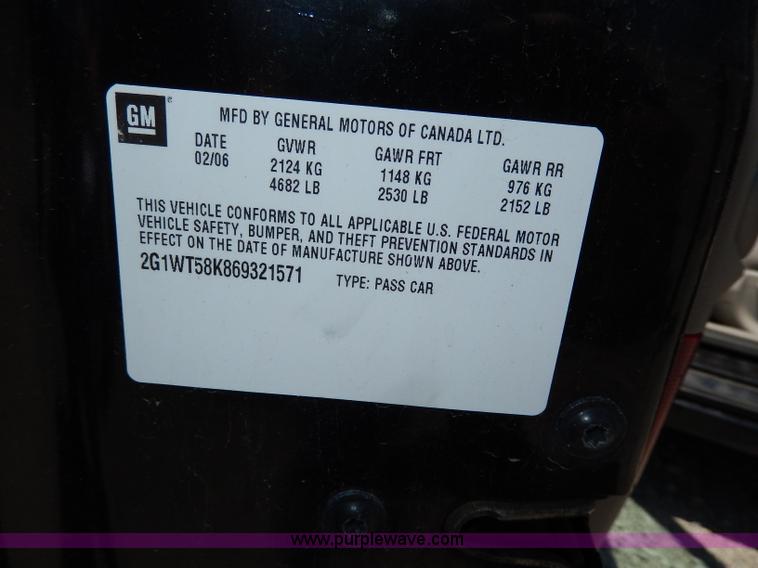 GM ®
MFD BY GENERAL MOTORS OF CANADA LTD.
DATE GVWR GAWR FRT GAWR RR
02/06 2124 KG 1148 KG 976 KG
4682 LB 2530 LB 2152 LB
THIS VEHICLE CONFORMS TO ALL APPLICABLE U.S. FEDERAL MOTOR
VEHICLE SAFETY, BUMPER, AND THEFT PREVENTION STANDARDS IN
EFFECT ON THE DATE OF MANUFACTURE SHOWN ABOVE.
2G1WT58K869321571 TYPE: PASS CAR
www.purplewave.com